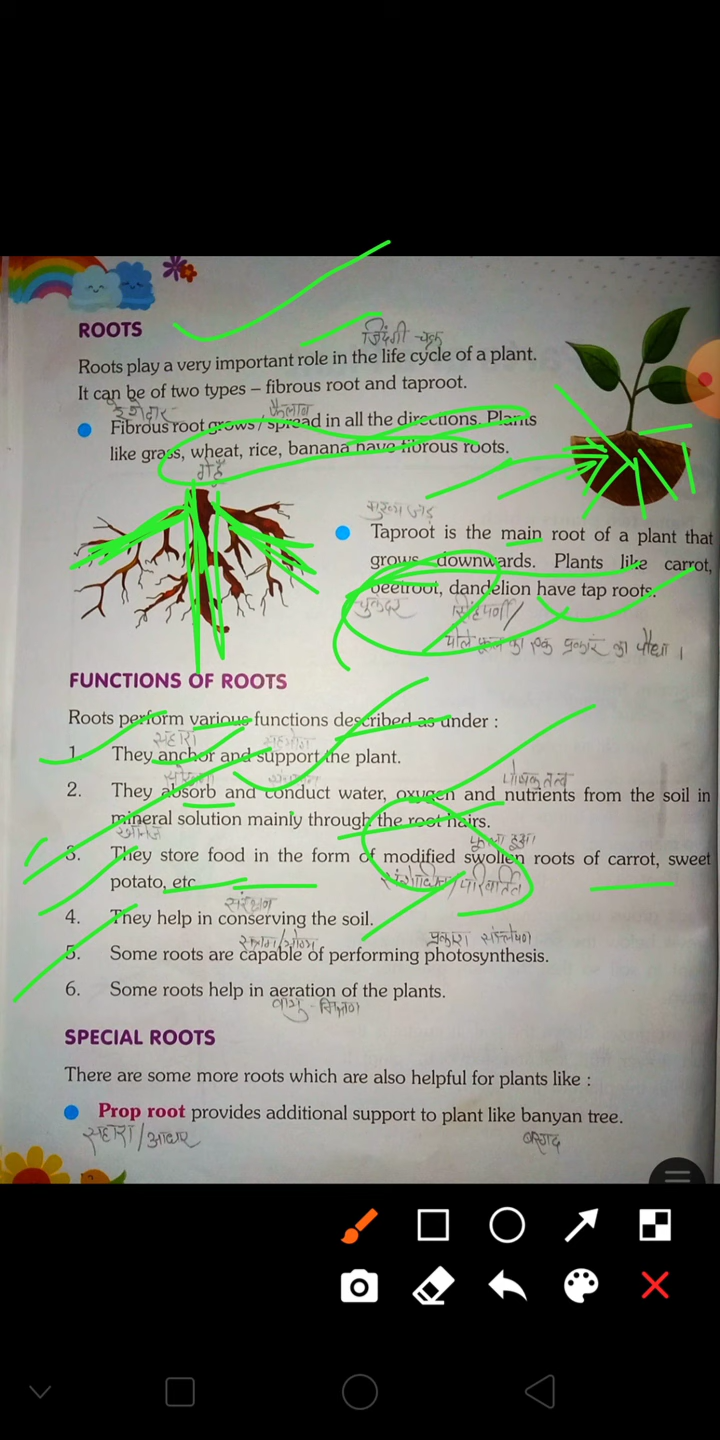 ROOTS
जिंदगी-चक्र
Roots play a very important role in the life cycle of a plant.
It can be of two types – fibrous root and taproot.
रेशेदार फैलाव
Fibrous root grows / spread in all the directions. Plants
like grass, wheat, rice, banana have fibrous roots.
गेहूँ
मुख्य जड़
Taproot is the main root of a plant that
grows downwards. Plants like carrot,
beetroot, dandelion have tap roots.
चुकंदर सिंहपर्णी/
पीले फूल का एक प्रकार का पौधा ।
FUNCTIONS OF ROOTS
Roots perform various functions described as under :
सहारा सहयोग
1. They anchor and support the plant.
2. They absorb and conduct water, oxygen and nutrients from the soil in
पोषक तत्व
mineral solution mainly through the root hairs.
खनिज फूला हुआ
3. They store food in the form of modified swollen roots of carrot, sweet
potato, etc.
संशोधित/परिवर्तित
संरक्षण
4. They help in conserving the soil.
5. Some roots are capable of performing photosynthesis.
6. Some roots help in aeration of the plants.
SPECIAL ROOTS
There are some more roots which are also helpful for plants like :
Prop root provides additional support to plant like banyan tree.
सहारा/आधार बरगद